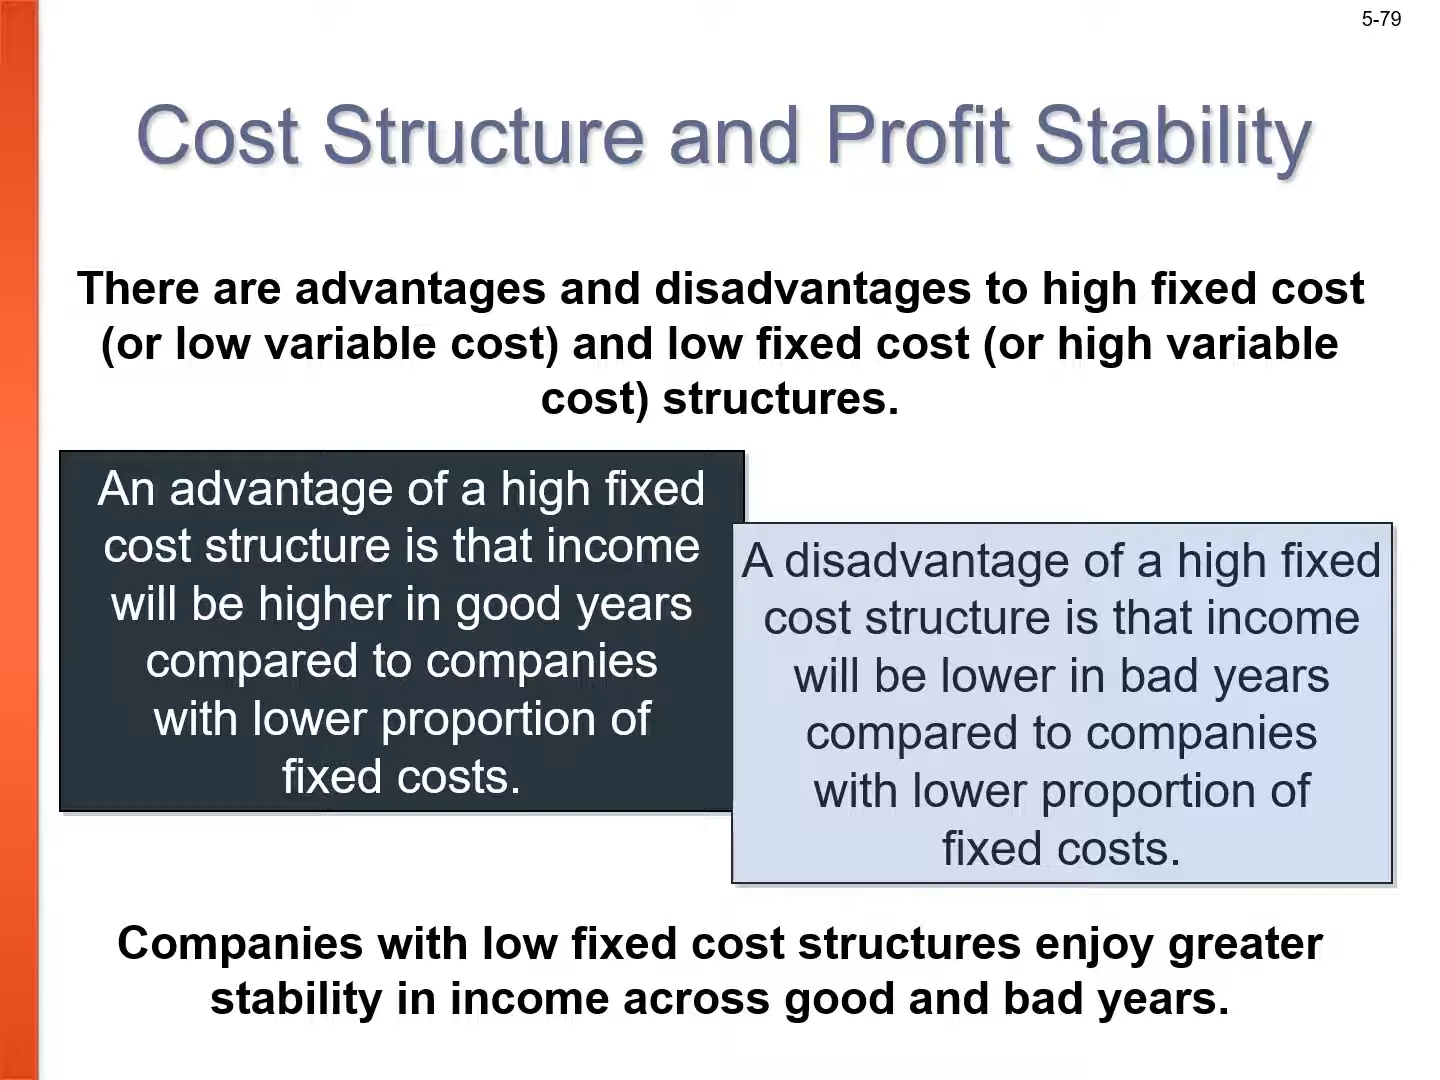 5-79
Cost Structure and Profit Stability
There are advantages and disadvantages to high fixed cost
(or low variable cost) and low fixed cost (or high variable
cost) structures.
An advantage of a high fixed
cost structure is that income
will be higher in good years
compared to companies
with lower proportion of
fixed costs.
A disadvantage of a high fixed
cost structure is that income
will be lower in bad years
compared to companies
with lower proportion of
fixed costs.
Companies with low fixed cost structures enjoy greater
stability in income across good and bad years.